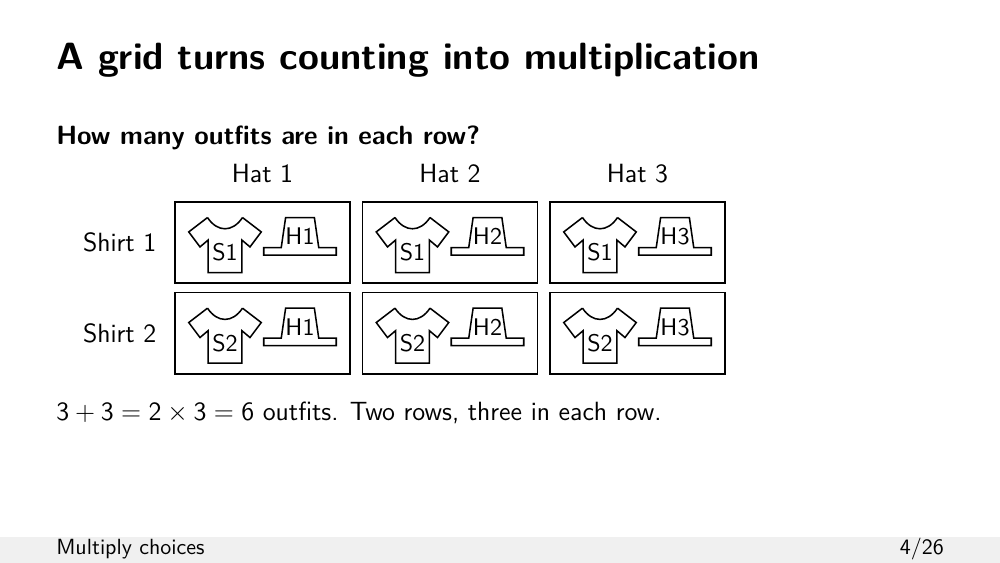 A grid turns counting into multiplication
How many outfits are in each row?
Hat 1 Hat 2 Hat 3
Shirt 1 S1 H1 S1 H2 S1 H3
Shirt 2 S2 H1 S2 H2 S2 H3
3 + 3 = 2 × 3 = 6 outfits. Two rows, three in each row.
Multiply choices 4/26